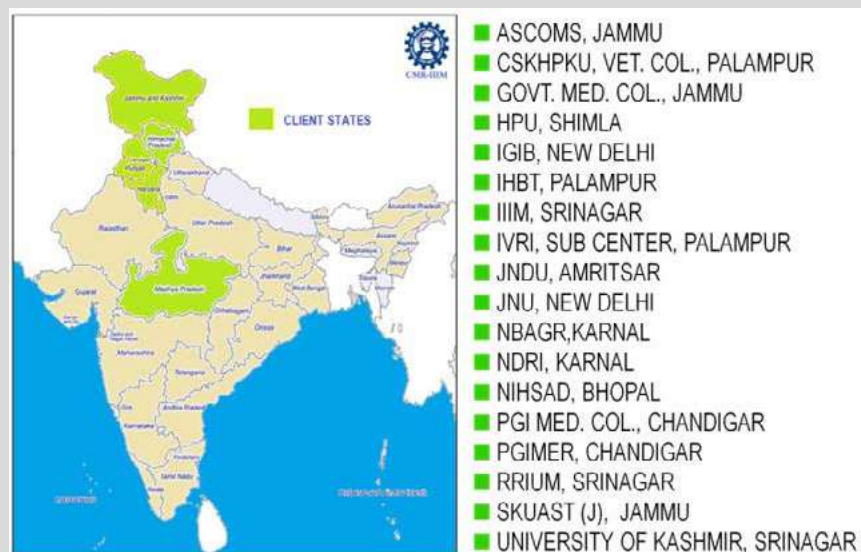 CSIR-IIIM
CLIENT STATES
Jammu and Kashmir
Himachal Pradesh
Punjab
Haryana
Uttarakhand
Rajasthan
Uttar Pradesh
Bihar
Sikkim
Arunachal Pradesh
Assam
Nagaland
Meghalaya
Manipur
Tripura
Mizoram
Gujarat
Madhya Pradesh
Jharkhand
West Bengal
Chhattisgarh
Orissa
Maharashtra
Telangana
Goa
Andhra Pradesh
Karnataka
Tamil Nadu
Kerala
ASCOMS, JAMMU
CSKHPKU, VET. COL., PALAMPUR
GOVT. MED. COL., JAMMU
HPU, SHIMLA
IGIB, NEW DELHI
IHBT, PALAMPUR
IIIM, SRINAGAR
IVRI, SUB CENTER, PALAMPUR
JNDU, AMRITSAR
JNU, NEW DELHI
NBAGR,KARNAL
NDRI, KARNAL
NIHSAD, BHOPAL
PGI MED. COL., CHANDIGAR
PGIMER, CHANDIGAR
RRIUM, SRINAGAR
SKUAST (J), JAMMU
UNIVERSITY OF KASHMIR, SRINAGAR